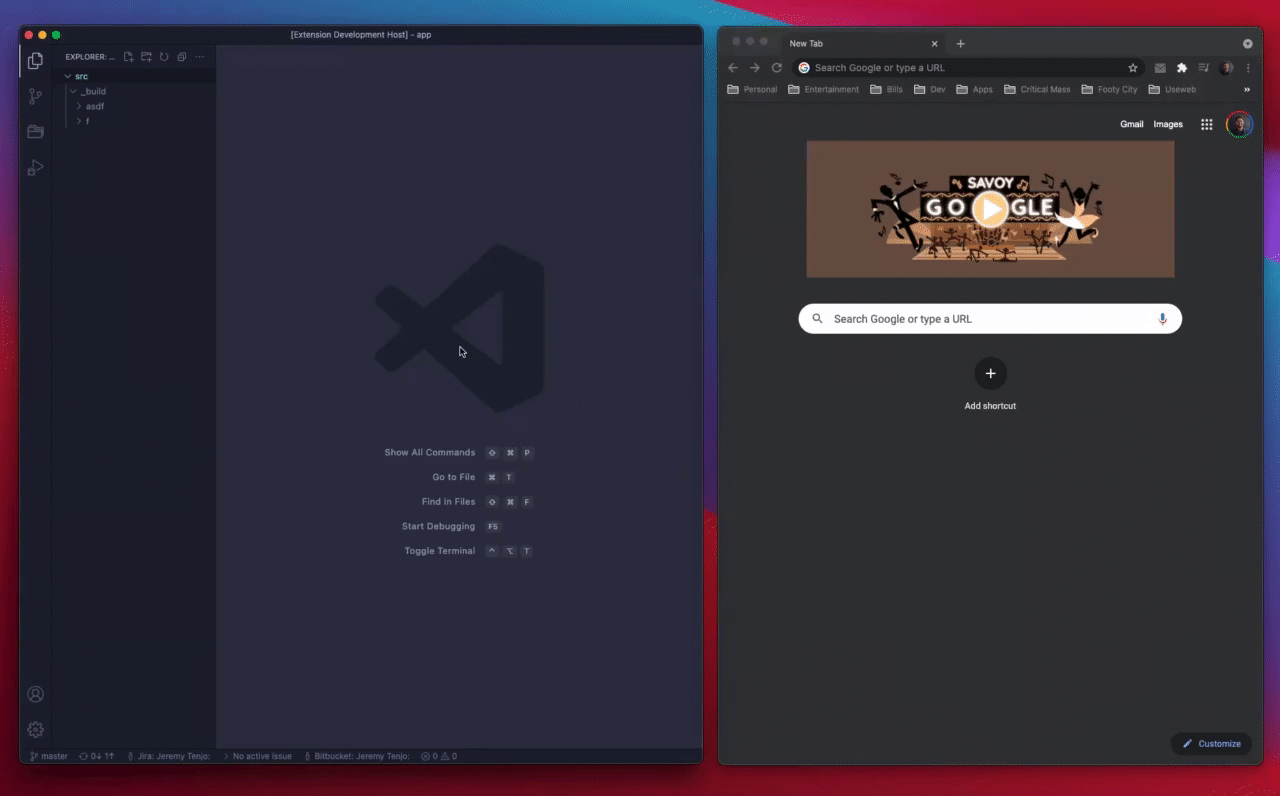 [Extension Development Host] - app
EXPLORER: ...
src
_build
asdf
f
Show All Commands ⇧ ⌘ P
Go to File ⌘ T
Find in Files ⇧ ⌘ F
Start Debugging F5
Toggle Terminal ^ ⌥ T
master 0↓ 1↑ Jira: Jeremy Tenjo: No active issue Bitbucket: Jeremy Tenjo: 0 0
New Tab
Search Google or type a URL
Personal Entertainment Bills Dev Apps Critical Mass Footy City Useweb »
Gmail Images
SAVOY
GO GLE
Search Google or type a URL
Add shortcut
Customize